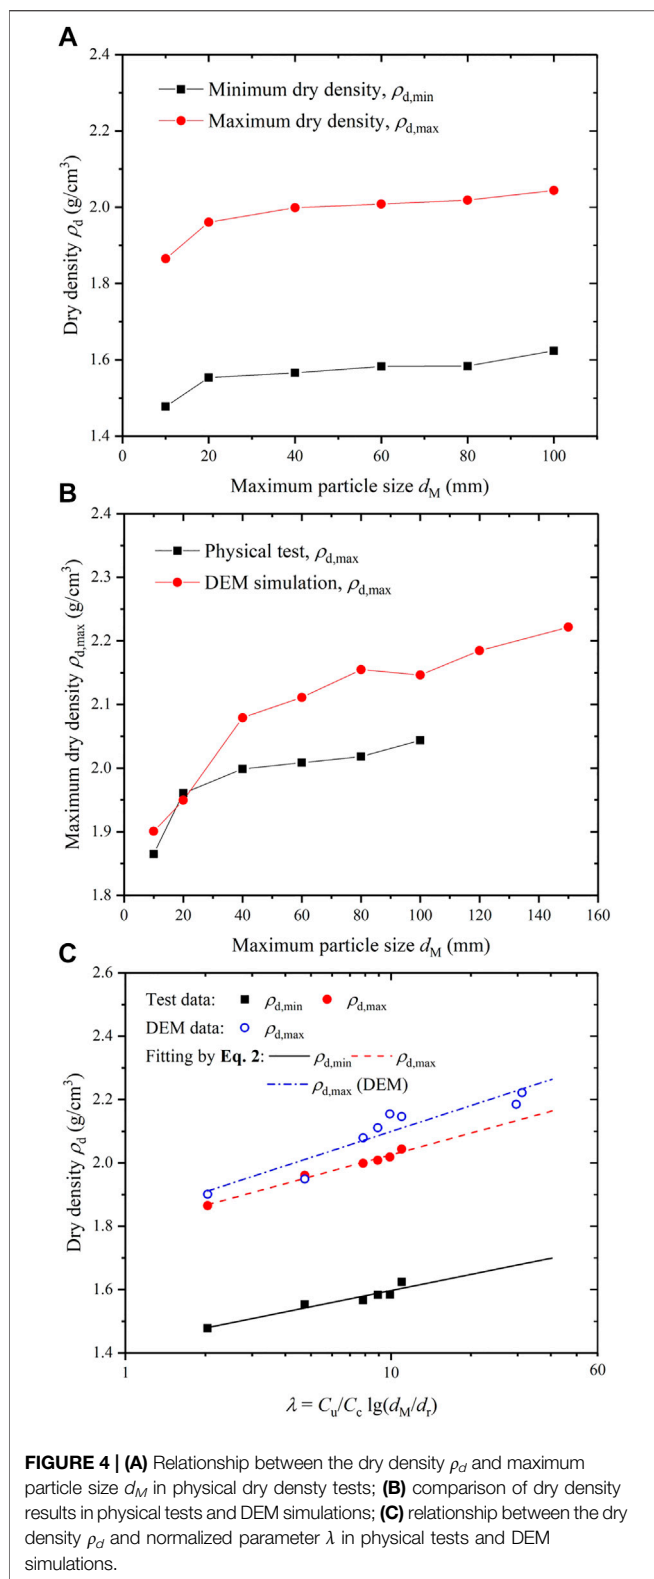 A
2.4
2.2
2.0
1.8
1.6
1.4
Dry density ρd (g/cm³)
Minimum dry density, ρd,min
Maximum dry density, ρd,max
0 20 40 60 80 100
Maximum particle size dM (mm)
B
2.4
2.3
2.2
2.1
2.0
1.9
1.8
Maximum dry density ρd,max (g/cm³)
Physical test, ρd,max
DEM simulation, ρd,max
0 20 40 60 80 100 120 140 160
Maximum particle size dM (mm)
C
2.6
2.4
2.2
2.0
1.8
1.6
1.4
Dry density ρd (g/cm³)
Test data: ρd,min ρd,max
DEM data: ρd,max
Fitting by Eq. 2: ρd,min ρd,max
ρd,max (DEM)
1 10 60
λ = Cu/Cc lg(dM/dr)
FIGURE 4 | (A) Relationship between the dry density ρd and maximum
particle size dM in physical dry densty tests; (B) comparison of dry density
results in physical tests and DEM simulations; (C) relationship between the dry
density ρd and normalized parameter λ in physical tests and DEM
simulations.